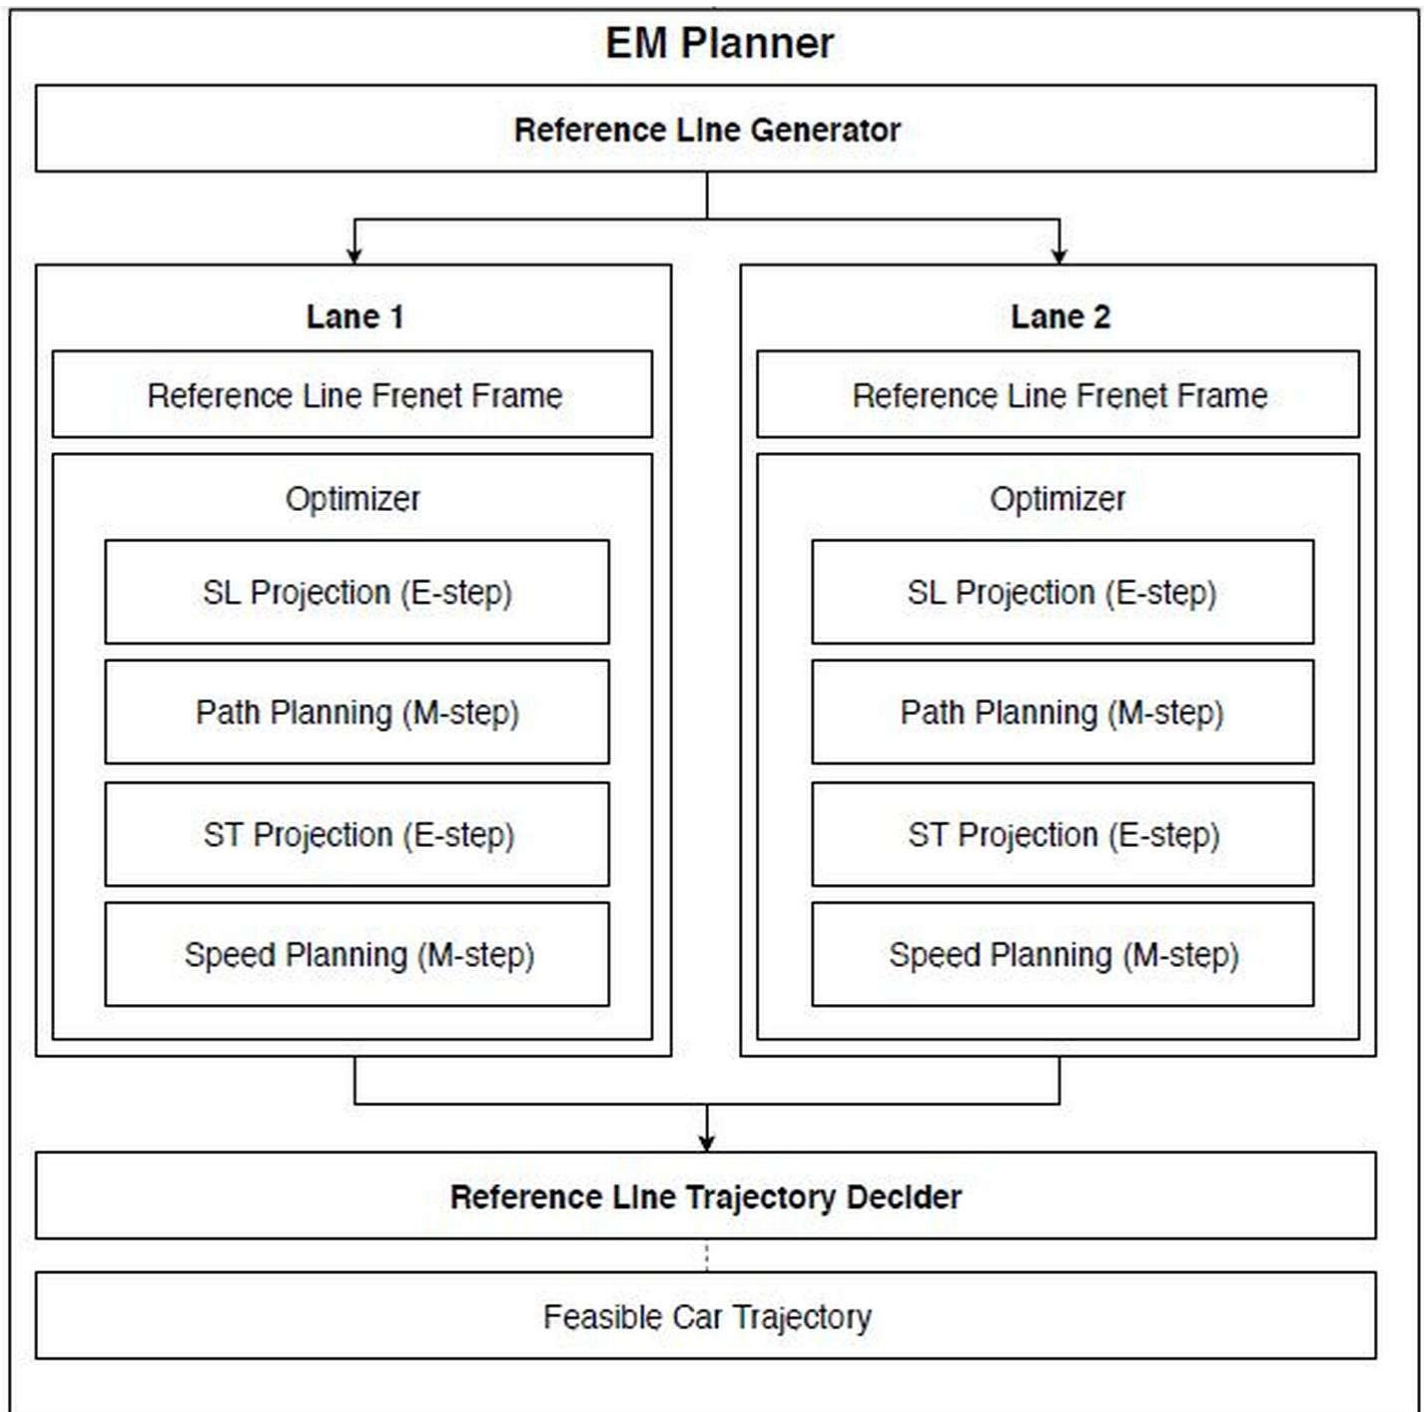 EM Planner
Reference Line Generator
Lane 1
Reference Line Frenet Frame
Optimizer
SL Projection (E-step)
Path Planning (M-step)
ST Projection (E-step)
Speed Planning (M-step)
Lane 2
Reference Line Frenet Frame
Optimizer
SL Projection (E-step)
Path Planning (M-step)
ST Projection (E-step)
Speed Planning (M-step)
Reference Line Trajectory Decider
Feasible Car Trajectory